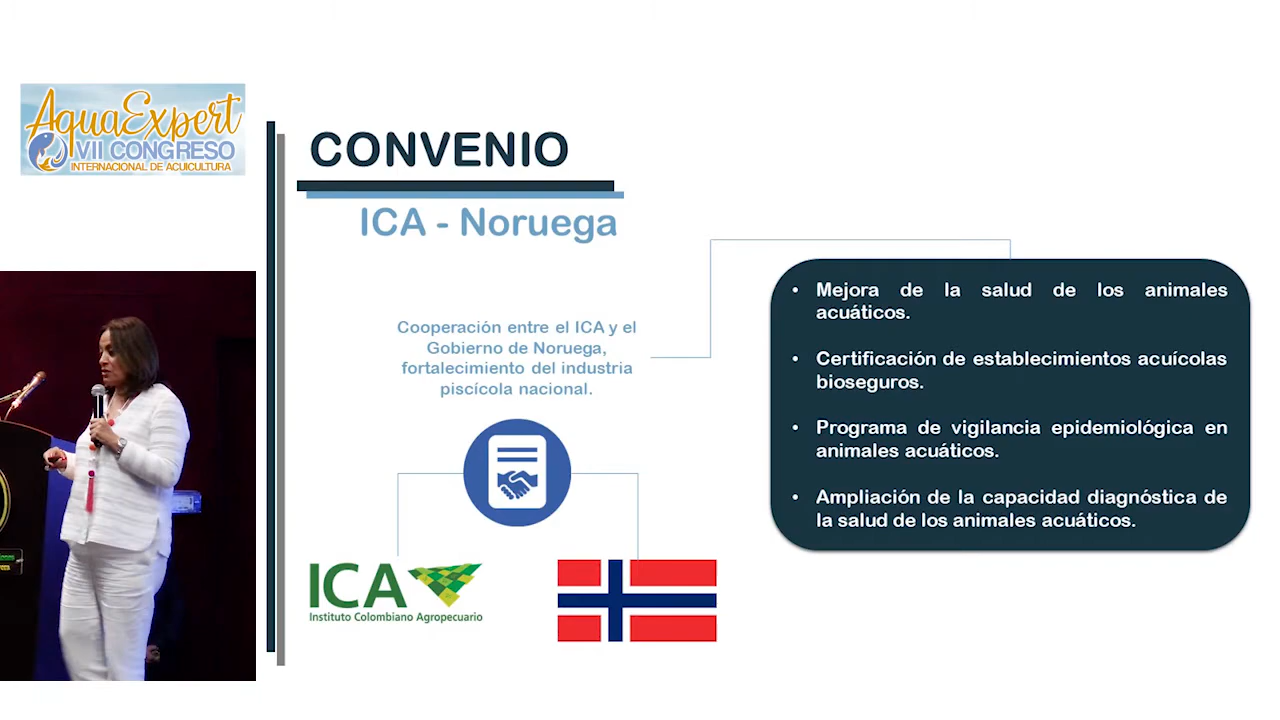 AquaExpert
VII CONGRESO
INTERNACIONAL DE ACUICULTURA
CONVENIO
ICA - Noruega
Cooperación entre el ICA y el
Gobierno de Noruega,
fortalecimiento del industria
piscícola nacional.
ICA
Instituto Colombiano Agropecuario
• Mejora de la salud de los animales
acuáticos.
• Certificación de establecimientos acuícolas
bioseguros.
• Programa de vigilancia epidemiológica en
animales acuáticos.
• Ampliación de la capacidad diagnóstica de
la salud de los animales acuáticos.